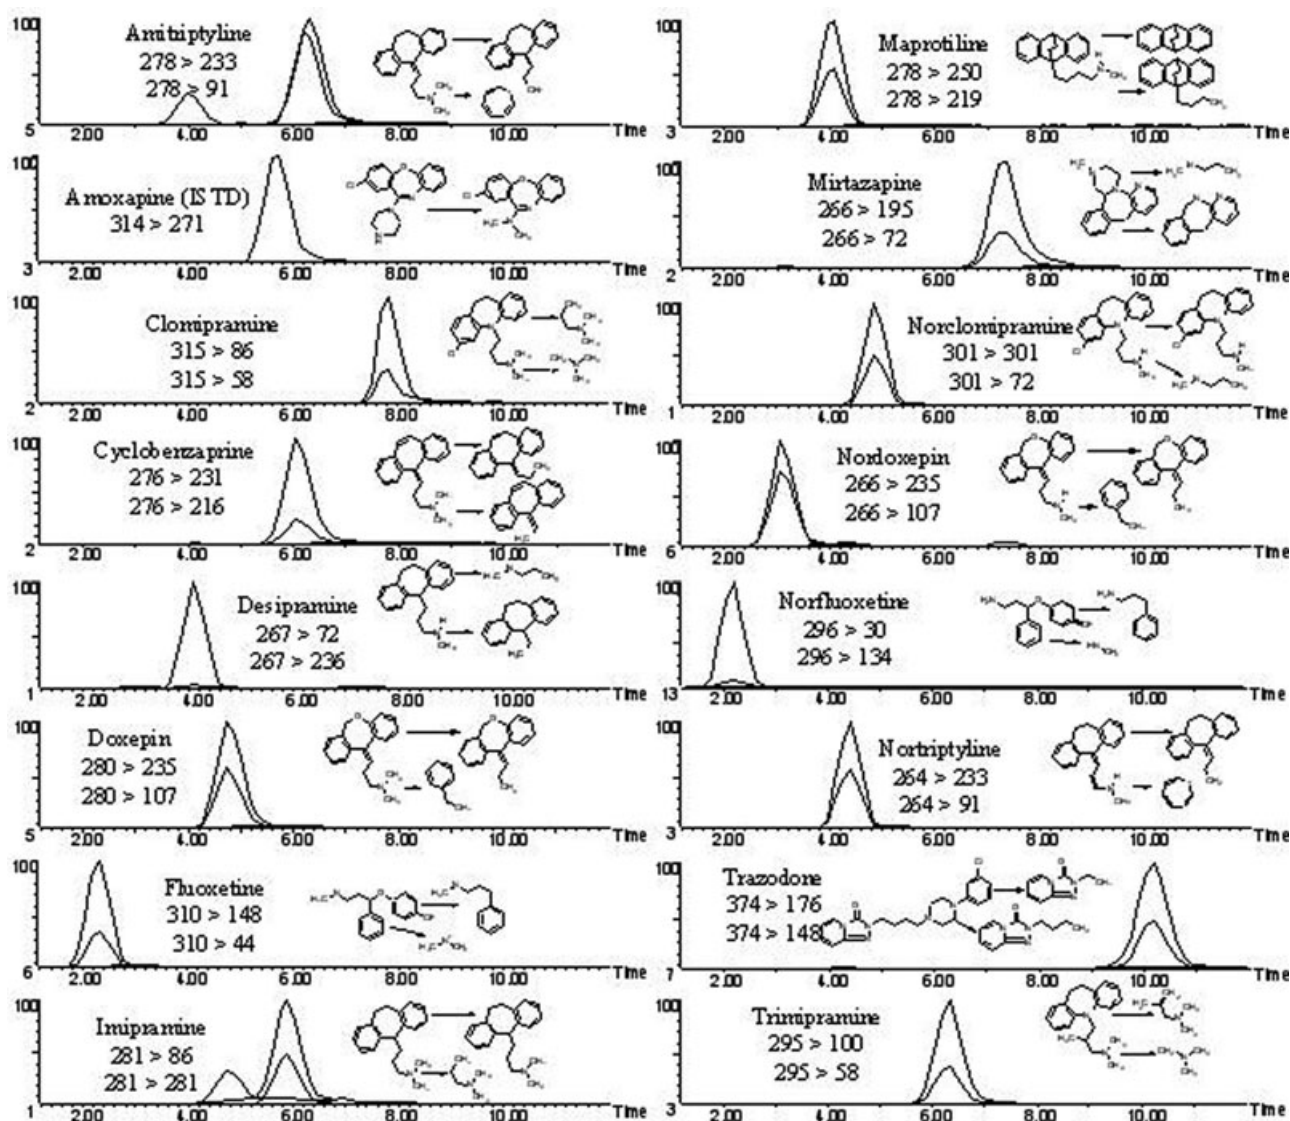 100
Amitriptyline
278 > 233
278 > 91
5
2.00 4.00 6.00 8.00 10.00 Time
100
Amoxapine (ISTD)
314 > 271
3
2.00 4.00 6.00 8.00 10.00 Time
100
Clomipramine
315 > 86
315 > 58
2
2.00 4.00 6.00 8.00 10.00 Time
100
Cyclobenzaprine
276 > 231
276 > 216
2
2.00 4.00 6.00 8.00 10.00 Time
100
Desipramine
267 > 72
267 > 236
1
2.00 4.00 6.00 8.00 10.00 Time
100
Doxepin
280 > 235
280 > 107
5
2.00 4.00 6.00 8.00 10.00 Time
100
Fluoxetine
310 > 148
310 > 44
6
2.00 4.00 6.00 8.00 10.00 Time
100
Imipramine
281 > 86
281 > 281
1
2.00 4.00 6.00 8.00 10.00 Time
100
Maprotiline
278 > 250
278 > 219
3
2.00 4.00 6.00 8.00 10.00 Time
100
Mirtazapine
266 > 195
266 > 72
2
2.00 4.00 6.00 8.00 10.00 Time
100
Norclomipramine
301 > 301
301 > 72
1
2.00 4.00 6.00 8.00 10.00 Time
100
Nordoxepin
266 > 235
266 > 107
6
2.00 4.00 6.00 8.00 10.00 Time
100
Norfluoxetine
296 > 30
296 > 134
13
2.00 4.00 6.00 8.00 10.00 Time
100
Nortriptyline
264 > 233
264 > 91
3
2.00 4.00 6.00 8.00 10.00 Time
100
Trazodone
374 > 176
374 > 148
7
2.00 4.00 6.00 8.00 10.00 Time
100
Trimipramine
295 > 100
295 > 58
3
2.00 4.00 6.00 8.00 10.00 Time